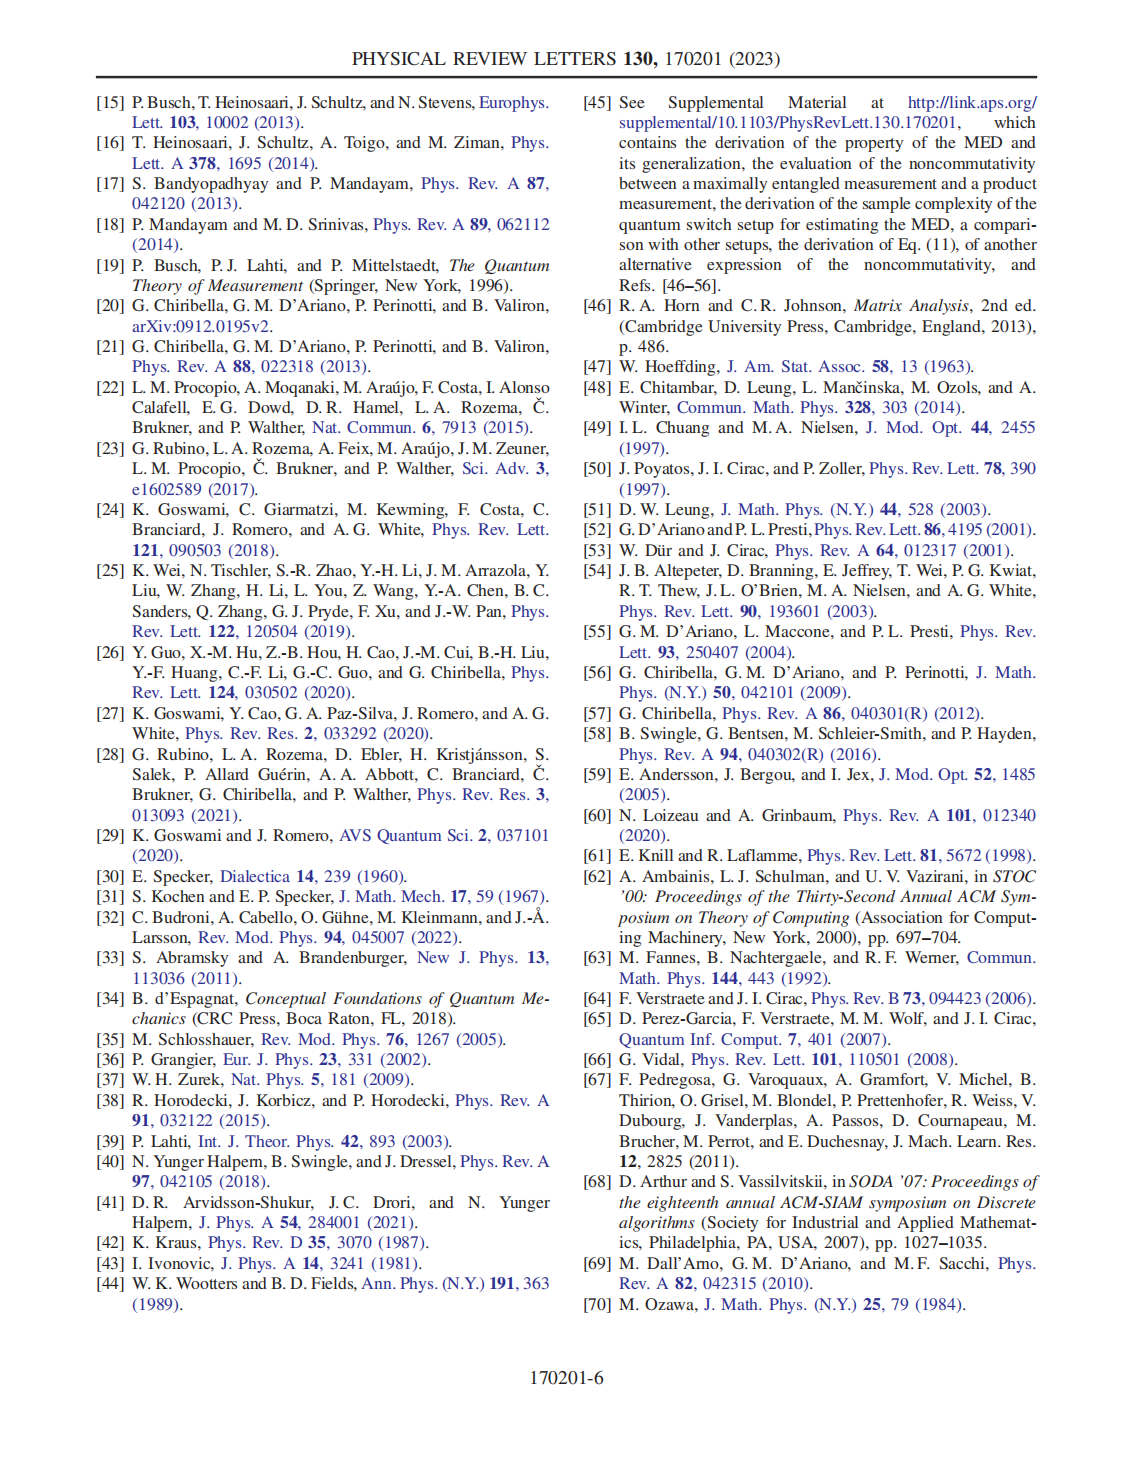 PHYSICAL REVIEW LETTERS 130, 170201 (2023)
[15] P. Busch, T. Heinosaari, J. Schultz, and N. Stevens, Europhys.
Lett. 103, 10002 (2013).
[16] T. Heinosaari, J. Schultz, A. Toigo, and M. Ziman, Phys.
Lett. A 378, 1695 (2014).
[17] S. Bandyopadhyay and P. Mandayam, Phys. Rev. A 87,
042120 (2013).
[18] P. Mandayam and M. D. Srinivas, Phys. Rev. A 89, 062112
(2014).
[19] P. Busch, P. J. Lahti, and P. Mittelstaedt, The Quantum
Theory of Measurement (Springer, New York, 1996).
[20] G. Chiribella, G. M. D'Ariano, P. Perinotti, and B. Valiron,
arXiv:0912.0195v2.
[21] G. Chiribella, G. M. D'Ariano, P. Perinotti, and B. Valiron,
Phys. Rev. A 88, 022318 (2013).
[22] L. M. Procopio, A. Moqanaki, M. Araújo, F. Costa, I. Alonso
Calafell, E. G. Dowd, D. R. Hamel, L. A. Rozema, Č.
Brukner, and P. Walther, Nat. Commun. 6, 7913 (2015).
[23] G. Rubino, L. A. Rozema, A. Feix, M. Araújo, J. M. Zeuner,
L. M. Procopio, Č. Brukner, and P. Walther, Sci. Adv. 3,
e1602589 (2017).
[24] K. Goswami, C. Giarmatzi, M. Kewming, F. Costa, C.
Branciard, J. Romero, and A. G. White, Phys. Rev. Lett.
121, 090503 (2018).
[25] K. Wei, N. Tischler, S.-R. Zhao, Y.-H. Li, J. M. Arrazola, Y.
Liu, W. Zhang, H. Li, L. You, Z. Wang, Y.-A. Chen, B. C.
Sanders, Q. Zhang, G. J. Pryde, F. Xu, and J.-W. Pan, Phys.
Rev. Lett. 122, 120504 (2019).
[26] Y. Guo, X.-M. Hu, Z.-B. Hou, H. Cao, J.-M. Cui, B.-H. Liu,
Y.-F. Huang, C.-F. Li, G.-C. Guo, and G. Chiribella, Phys.
Rev. Lett. 124, 030502 (2020).
[27] K. Goswami, Y. Cao, G. A. Paz-Silva, J. Romero, and A. G.
White, Phys. Rev. Res. 2, 033292 (2020).
[28] G. Rubino, L. A. Rozema, D. Ebler, H. Kristjánsson, S.
Salek, P. Allard Guérin, A. A. Abbott, C. Branciard, Č.
Brukner, G. Chiribella, and P. Walther, Phys. Rev. Res. 3,
013093 (2021).
[29] K. Goswami and J. Romero, AVS Quantum Sci. 2, 037101
(2020).
[30] E. Specker, Dialectica 14, 239 (1960).
[31] S. Kochen and E. P. Specker, J. Math. Mech. 17, 59 (1967).
[32] C. Budroni, A. Cabello, O. Gühne, M. Kleinmann, and J.-Å.
Larsson, Rev. Mod. Phys. 94, 045007 (2022).
[33] S. Abramsky and A. Brandenburger, New J. Phys. 13,
113036 (2011).
[34] B. d'Espagnat, Conceptual Foundations of Quantum Me-
chanics (CRC Press, Boca Raton, FL, 2018).
[35] M. Schlosshauer, Rev. Mod. Phys. 76, 1267 (2005).
[36] P. Grangier, Eur. J. Phys. 23, 331 (2002).
[37] W. H. Zurek, Nat. Phys. 5, 181 (2009).
[38] R. Horodecki, J. Korbicz, and P. Horodecki, Phys. Rev. A
91, 032122 (2015).
[39] P. Lahti, Int. J. Theor. Phys. 42, 893 (2003).
[40] N. Yunger Halpern, B. Swingle, and J. Dressel, Phys. Rev. A
97, 042105 (2018).
[41] D. R. Arvidsson-Shukur, J. C. Drori, and N. Yunger
Halpern, J. Phys. A 54, 284001 (2021).
[42] K. Kraus, Phys. Rev. D 35, 3070 (1987).
[43] I. Ivonovic, J. Phys. A 14, 3241 (1981).
[44] W. K. Wootters and B. D. Fields, Ann. Phys. (N.Y.) 191, 363
(1989).
[45] See Supplemental Material at http://link.aps.org/
supplemental/10.1103/PhysRevLett.130.170201, which
contains the derivation of the property of the MED and
its generalization, the evaluation of the noncommutativity
between a maximally entangled measurement and a product
measurement, the derivation of the sample complexity of the
quantum switch setup for estimating the MED, a compari-
son with other setups, the derivation of Eq. (11), of another
alternative expression of the noncommutativity, and
Refs. [46–56].
[46] R. A. Horn and C. R. Johnson, Matrix Analysis, 2nd ed.
(Cambridge University Press, Cambridge, England, 2013),
p. 486.
[47] W. Hoeffding, J. Am. Stat. Assoc. 58, 13 (1963).
[48] E. Chitambar, D. Leung, L. Mančinska, M. Ozols, and A.
Winter, Commun. Math. Phys. 328, 303 (2014).
[49] I. L. Chuang and M. A. Nielsen, J. Mod. Opt. 44, 2455
(1997).
[50] J. Poyatos, J. I. Cirac, and P. Zoller, Phys. Rev. Lett. 78, 390
(1997).
[51] D. W. Leung, J. Math. Phys. (N.Y.) 44, 528 (2003).
[52] G. D'Ariano and P. L. Presti, Phys. Rev. Lett. 86, 4195 (2001).
[53] W. Dür and J. Cirac, Phys. Rev. A 64, 012317 (2001).
[54] J. B. Altepeter, D. Branning, E. Jeffrey, T. Wei, P. G. Kwiat,
R. T. Thew, J. L. O'Brien, M. A. Nielsen, and A. G. White,
Phys. Rev. Lett. 90, 193601 (2003).
[55] G. M. D'Ariano, L. Maccone, and P. L. Presti, Phys. Rev.
Lett. 93, 250407 (2004).
[56] G. Chiribella, G. M. D'Ariano, and P. Perinotti, J. Math.
Phys. (N.Y.) 50, 042101 (2009).
[57] G. Chiribella, Phys. Rev. A 86, 040301(R) (2012).
[58] B. Swingle, G. Bentsen, M. Schleier-Smith, and P. Hayden,
Phys. Rev. A 94, 040302(R) (2016).
[59] E. Andersson, J. Bergou, and I. Jex, J. Mod. Opt. 52, 1485
(2005).
[60] N. Loizeau and A. Grinbaum, Phys. Rev. A 101, 012340
(2020).
[61] E. Knill and R. Laflamme, Phys. Rev. Lett. 81, 5672 (1998).
[62] A. Ambainis, L. J. Schulman, and U. V. Vazirani, in STOC
'00: Proceedings of the Thirty-Second Annual ACM Sym-
posium on Theory of Computing (Association for Comput-
ing Machinery, New York, 2000), pp. 697–704.
[63] M. Fannes, B. Nachtergaele, and R. F. Werner, Commun.
Math. Phys. 144, 443 (1992).
[64] F. Verstraete and J. I. Cirac, Phys. Rev. B 73, 094423 (2006).
[65] D. Perez-Garcia, F. Verstraete, M. M. Wolf, and J. I. Cirac,
Quantum Inf. Comput. 7, 401 (2007).
[66] G. Vidal, Phys. Rev. Lett. 101, 110501 (2008).
[67] F. Pedregosa, G. Varoquaux, A. Gramfort, V. Michel, B.
Thirion, O. Grisel, M. Blondel, P. Prettenhofer, R. Weiss, V.
Dubourg, J. Vanderplas, A. Passos, D. Cournapeau, M.
Brucher, M. Perrot, and E. Duchesnay, J. Mach. Learn. Res.
12, 2825 (2011).
[68] D. Arthur and S. Vassilvitskii, in SODA '07: Proceedings of
the eighteenth annual ACM-SIAM symposium on Discrete
algorithms (Society for Industrial and Applied Mathemat-
ics, Philadelphia, PA, USA, 2007), pp. 1027–1035.
[69] M. Dall'Arno, G. M. D'Ariano, and M. F. Sacchi, Phys.
Rev. A 82, 042315 (2010).
[70] M. Ozawa, J. Math. Phys. (N.Y.) 25, 79 (1984).
170201-6